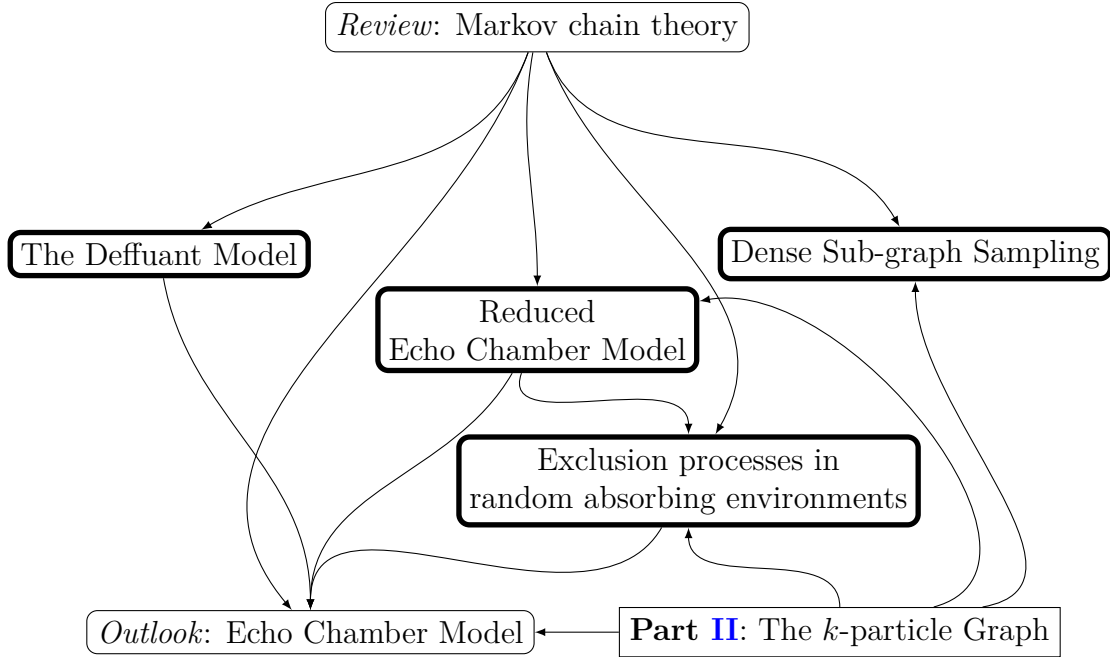 Review: Markov chain theory
The Deffuant Model
Dense Sub-graph Sampling
Reduced
Echo Chamber Model
Exclusion processes in
random absorbing environments
Outlook: Echo Chamber Model
Part II: The k-particle Graph